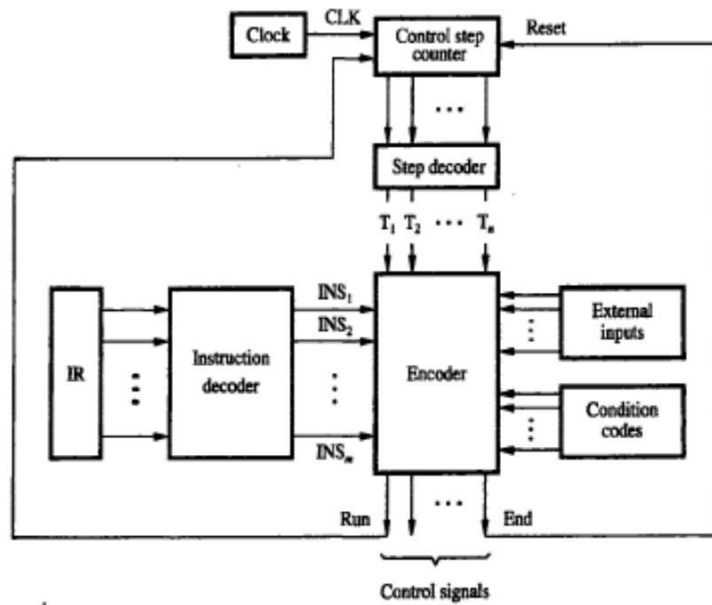 CLK
Clock
Control step
counter
Reset
Step decoder
T₁ T₂ ... Tₙ
IR
Instruction
decoder
INS₁
INS₂
INSₘ
Encoder
External
inputs
Condition
codes
Run
End
Control signals